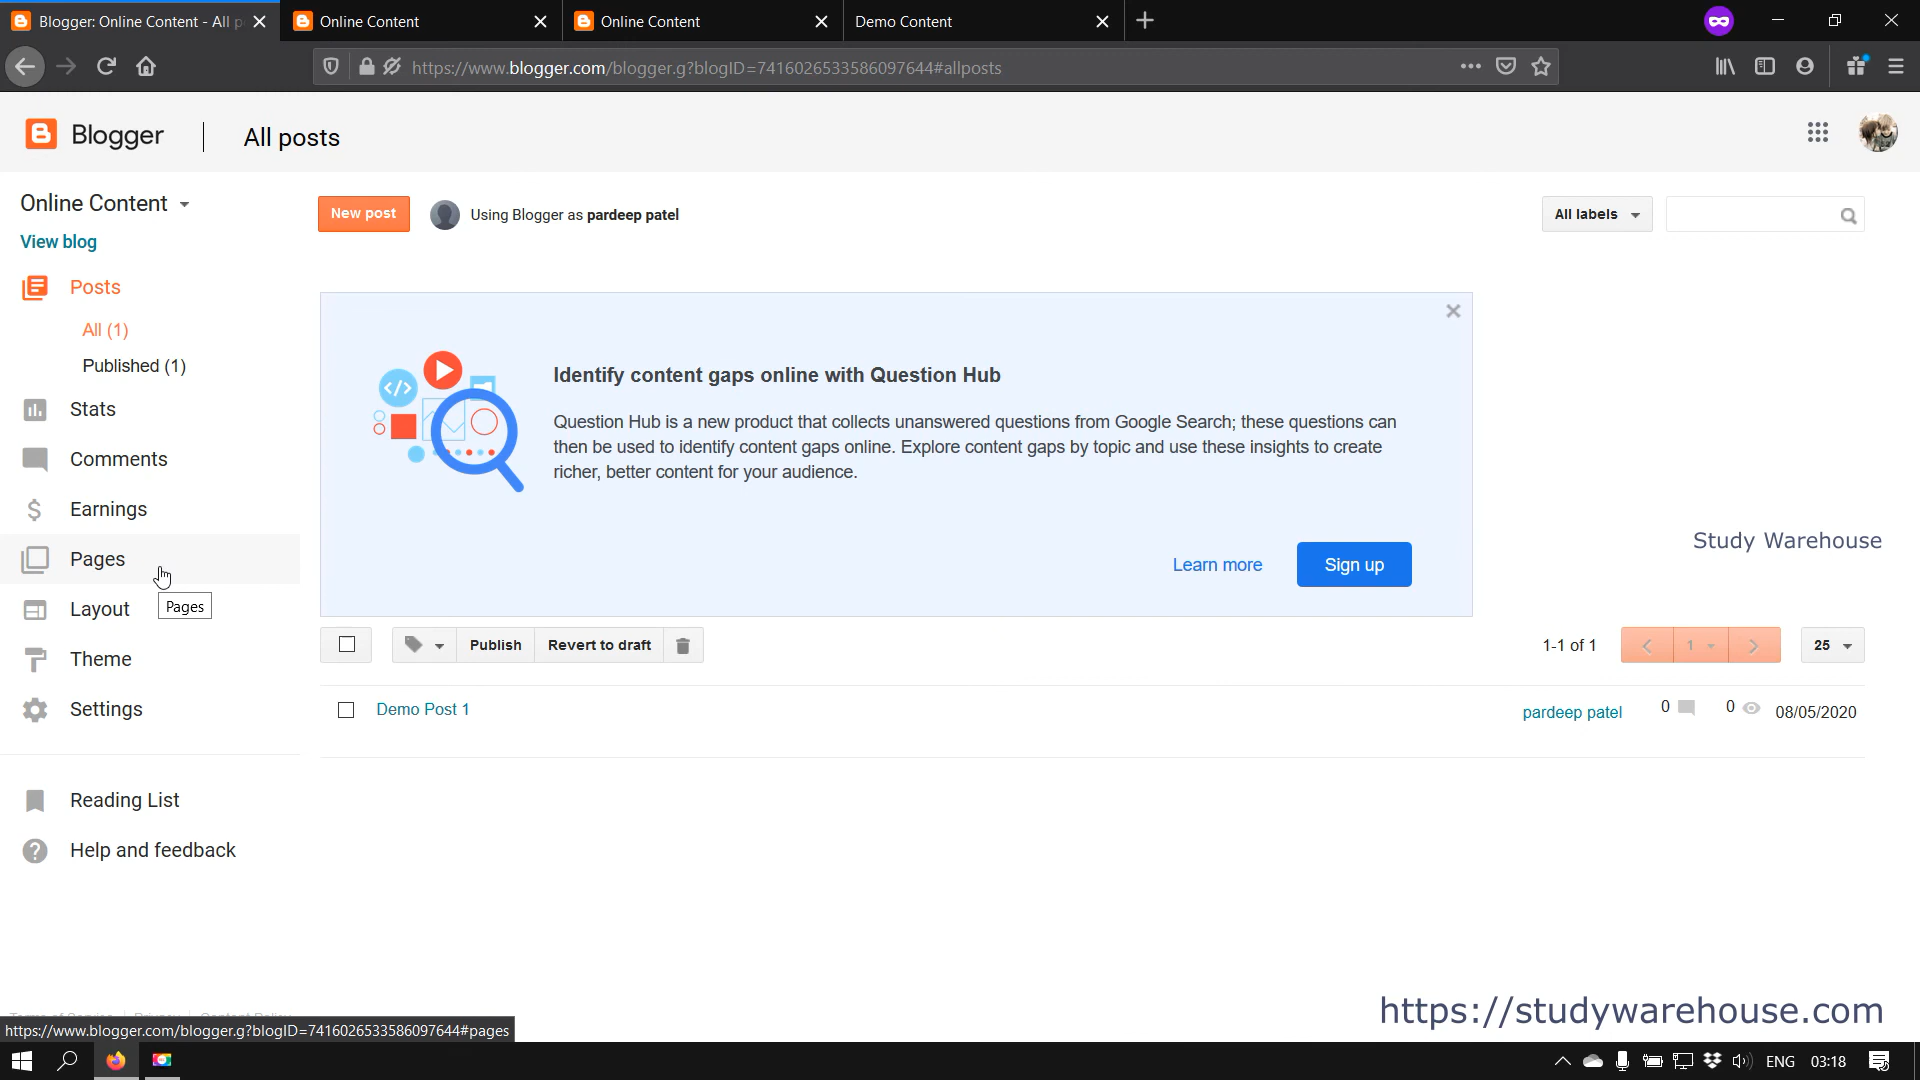 Blogger: Online Content - All p
Online Content
Online Content
Demo Content
https://www.blogger.com/blogger.g?blogID=7416026533586097644#allposts
Blogger
All posts
Online Content
View blog
New post
Using Blogger as pardeep patel
All labels
Posts
All (1)
Published (1)
Stats
Comments
Earnings
Pages
Pages
Layout
Theme
Settings
Reading List
Help and feedback
Identify content gaps online with Question Hub
Question Hub is a new product that collects unanswered questions from Google Search; these questions can
then be used to identify content gaps online. Explore content gaps by topic and use these insights to create
richer, better content for your audience.
Learn more
Sign up
Study Warehouse
Publish
Revert to draft
1-1 of 1
1
25
Demo Post 1
pardeep patel
0
0
08/05/2020
https://studywarehouse.com
Terms of Service | Privacy | Content Policy
https://www.blogger.com/blogger.g?blogID=7416026533586097644#pages
ENG
03:18